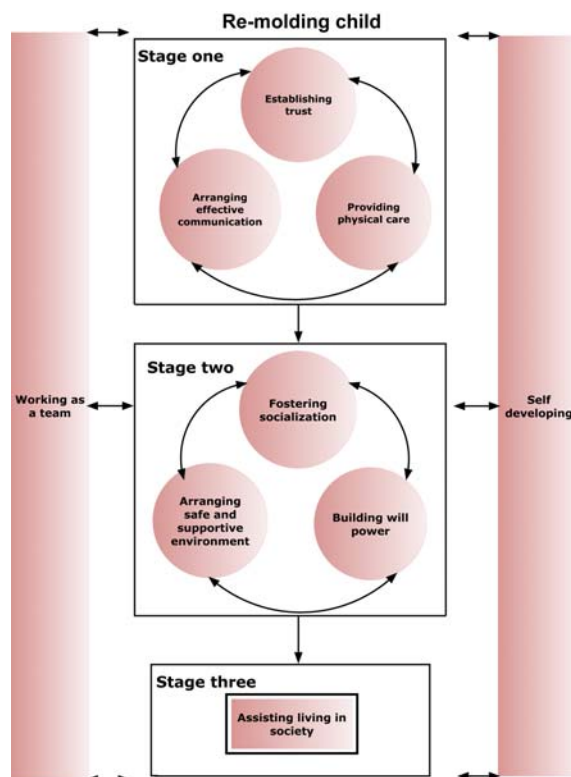 Re-molding child
Stage one
Establishing
trust
Arranging
effective
communication
Providing
physical care
Stage two
Fostering
socialization
Working as
a team
Self
developing
Arranging
safe and
supportive
environment
Building will
power
Stage three
Assisting living in
society